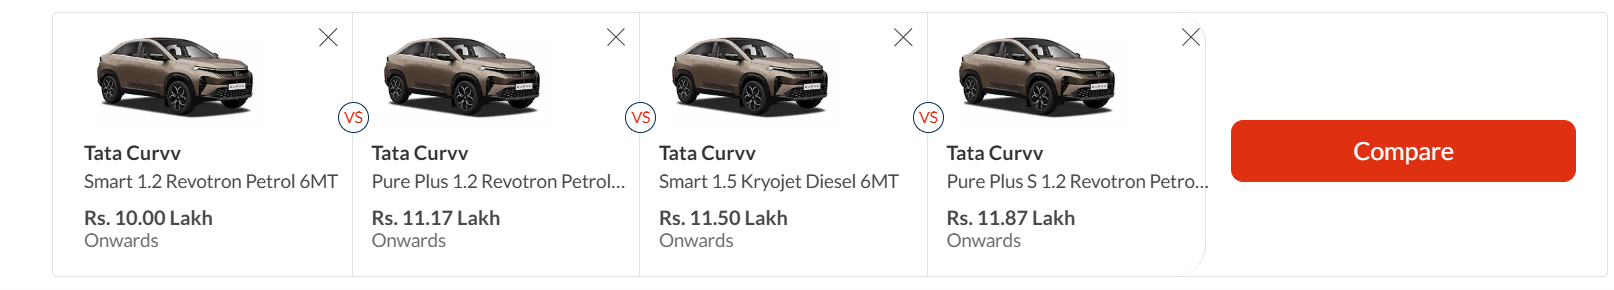 Tata Curvv
Smart 1.2 Revotron Petrol 6MT
Rs. 10.00 Lakh
Onwards
VS
Tata Curvv
Pure Plus 1.2 Revotron Petrol...
Rs. 11.17 Lakh
Onwards
VS
Tata Curvv
Smart 1.5 Kryojet Diesel 6MT
Rs. 11.50 Lakh
Onwards
VS
Tata Curvv
Pure Plus S 1.2 Revotron Petro...
Rs. 11.87 Lakh
Onwards
Compare